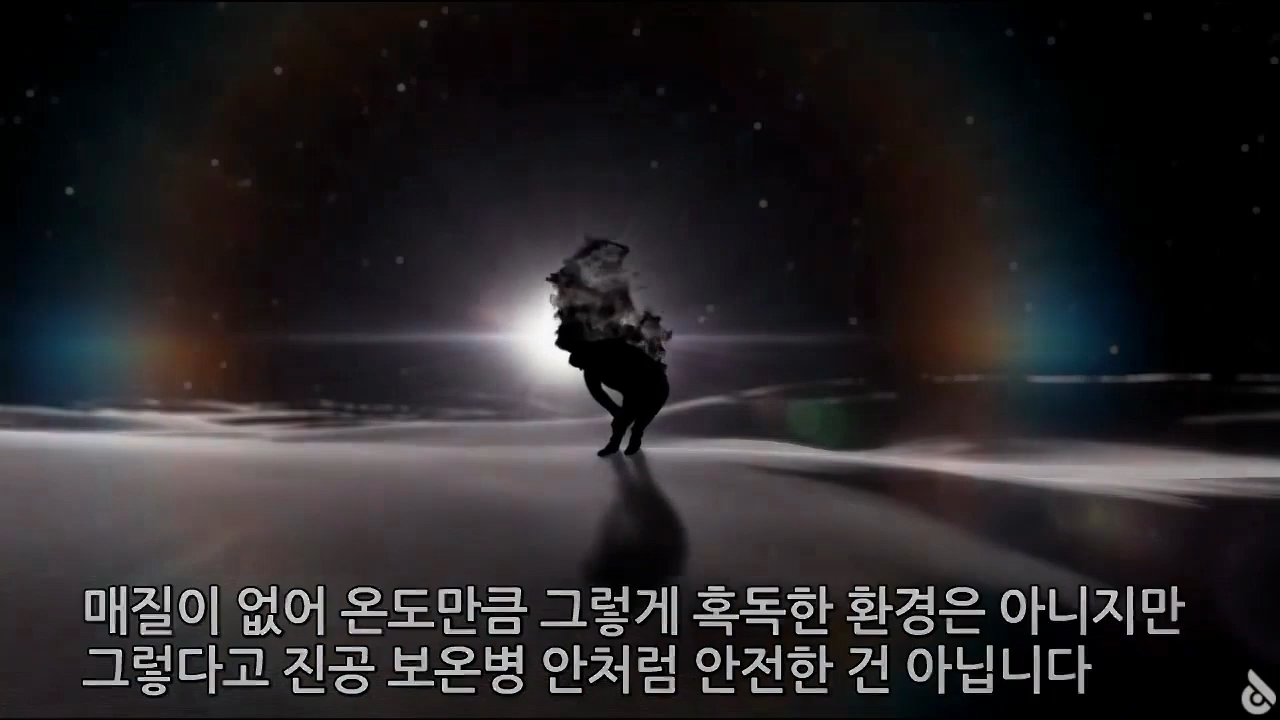 매질이 없어 온도만큼 그렇게 혹독한 환경은 아니지만
그렇다고 진공 보온병 안처럼 안전한 건 아닙니다